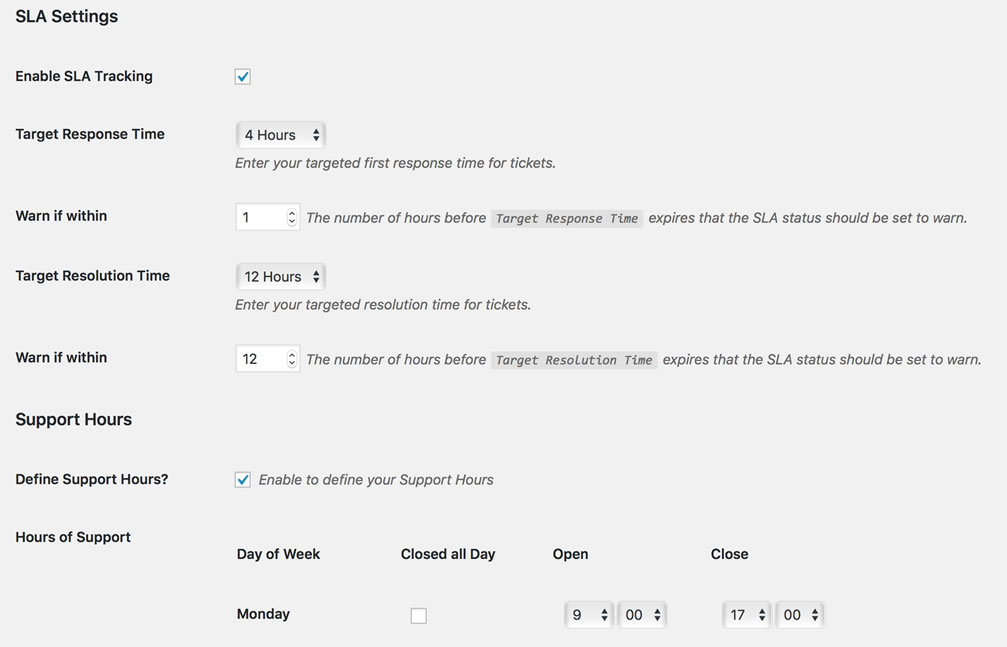 SLA Settings
Enable SLA Tracking
Target Response Time 4 Hours
Enter your targeted first response time for tickets.
Warn if within 1 The number of hours before Target Response Time expires that the SLA status should be set to warn.
Target Resolution Time 12 Hours
Enter your targeted resolution time for tickets.
Warn if within 12 The number of hours before Target Resolution Time expires that the SLA status should be set to warn.
Support Hours
Define Support Hours? Enable to define your Support Hours
Hours of Support
Day of Week Closed all Day Open Close
Monday 9 00 17 00